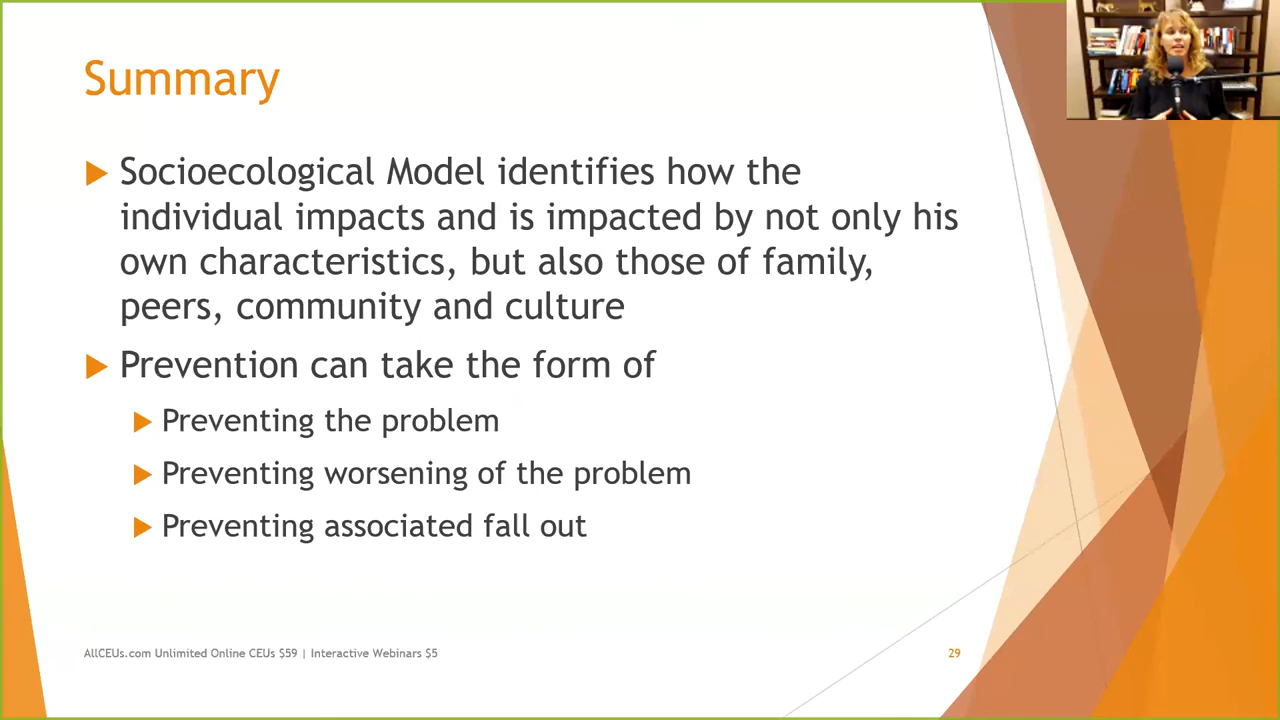 Summary
Socioecological Model identifies how the
individual impacts and is impacted by not only his
own characteristics, but also those of family,
peers, community and culture
Prevention can take the form of
Preventing the problem
Preventing worsening of the problem
Preventing associated fall out
AllCEUs.com Unlimited Online CEUs $59 | Interactive Webinars $5
29